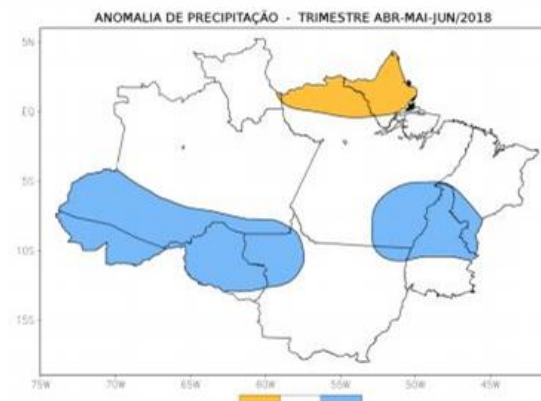 ANOMALIA DE PRECIPITAÇÃO - TRIMESTRE ABR-MAI-JUN/2018
5N
EQ
5S
10S
15S
75W 70W 65W 60W 55W 50W 45W